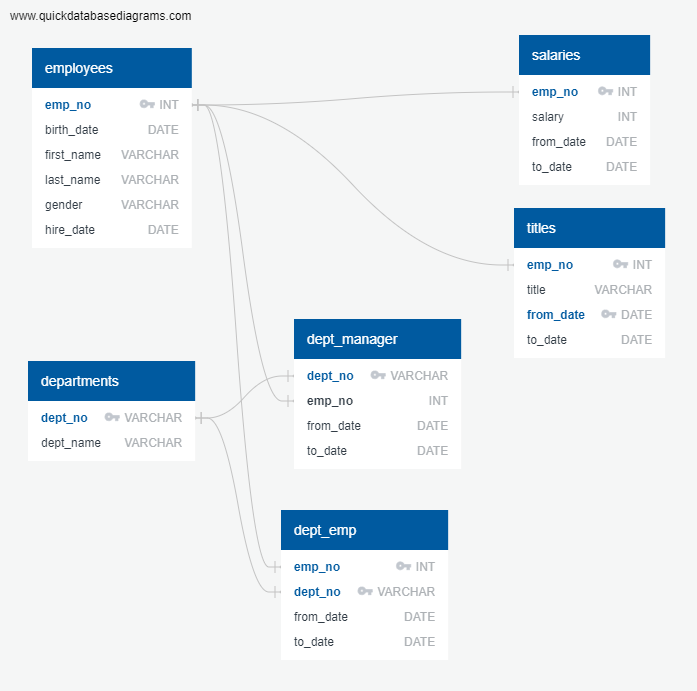 www.quickdatabasediagrams.com
employees
emp_no INT
birth_date DATE
first_name VARCHAR
last_name VARCHAR
gender VARCHAR
hire_date DATE
salaries
emp_no INT
salary INT
from_date DATE
to_date DATE
titles
emp_no INT
title VARCHAR
from_date DATE
to_date DATE
dept_manager
dept_no VARCHAR
emp_no INT
from_date DATE
to_date DATE
departments
dept_no VARCHAR
dept_name VARCHAR
dept_emp
emp_no INT
dept_no VARCHAR
from_date DATE
to_date DATE